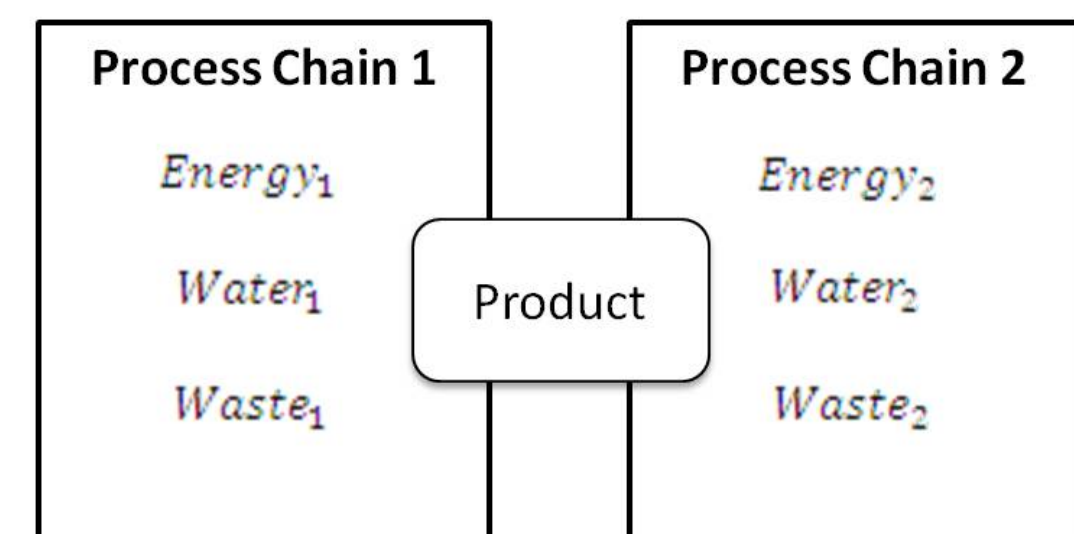 Process Chain 1
Energy₁
Water₁
Waste₁
Product
Process Chain 2
Energy₂
Water₂
Waste₂